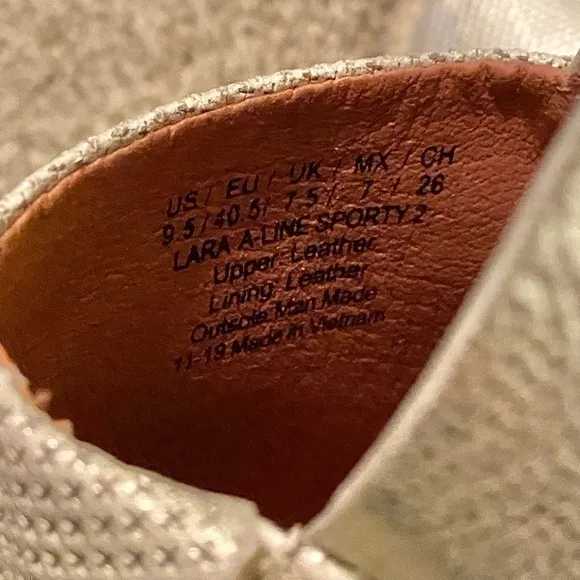 US / EU / UK / MX / CH
9.5 / 40.5 / 7.5 / 7 / 26
LARA A-LINE SPORTY 2
Upper: Leather
Lining: Leather
Outsole Man Made
11-19 Made in Vietnam